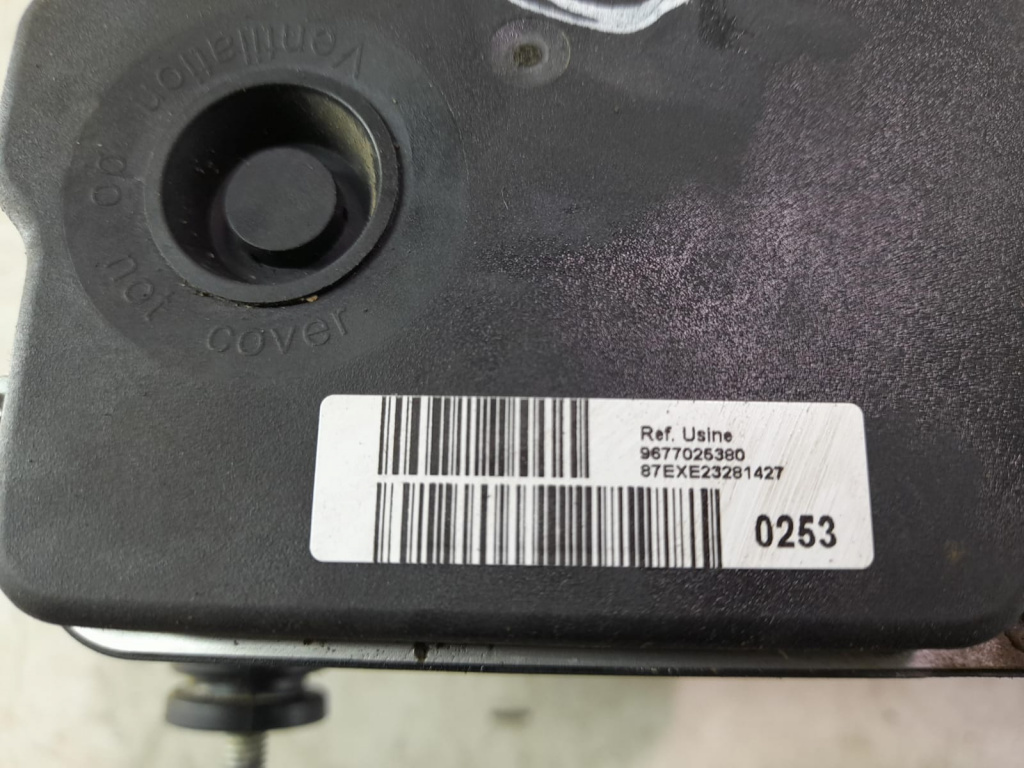 Ventilation
do not cover
Ref. Usine
9677025380
87EXE23281427
0253